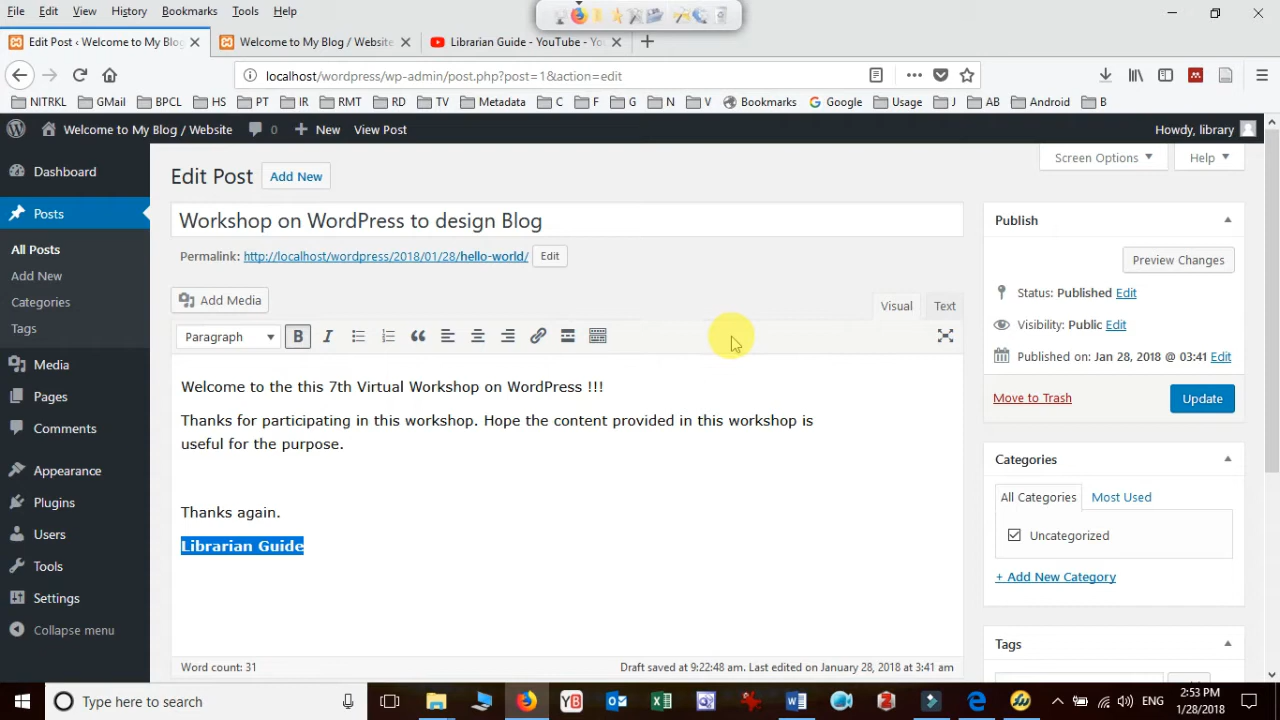 File Edit View History Bookmarks Tools Help
Edit Post ‹ Welcome to My Blog
Welcome to My Blog / Website
Librarian Guide - YouTube - Yo
localhost/wordpress/wp-admin/post.php?post=1&action=edit
NITRKL GMail BPCL HS PT IR RMT RD TV Metadata C F G N V Bookmarks Google Usage J AB Android B
Welcome to My Blog / Website 0 New View Post Howdy, library
Screen Options Help
Dashboard
Posts
All Posts
Add New
Categories
Tags
Media
Pages
Comments
Appearance
Plugins
Users
Tools
Settings
Collapse menu
Edit Post Add New
Workshop on WordPress to design Blog
Permalink: http://localhost/wordpress/2018/01/28/hello-world/ Edit
Add Media
Visual Text
Paragraph B I
Welcome to the this 7th Virtual Workshop on WordPress !!!
Thanks for participating in this workshop. Hope the content provided in this workshop is
useful for the purpose.
Thanks again.
Librarian Guide
Word count: 31 Draft saved at 9:22:48 am. Last edited on January 28, 2018 at 3:41 am
Publish
Preview Changes
Status: Published Edit
Visibility: Public Edit
Published on: Jan 28, 2018 @ 03:41 Edit
Move to Trash Update
Categories
All Categories Most Used
Uncategorized
+ Add New Category
Tags
Type here to search
ENG
2:53 PM
1/28/2018